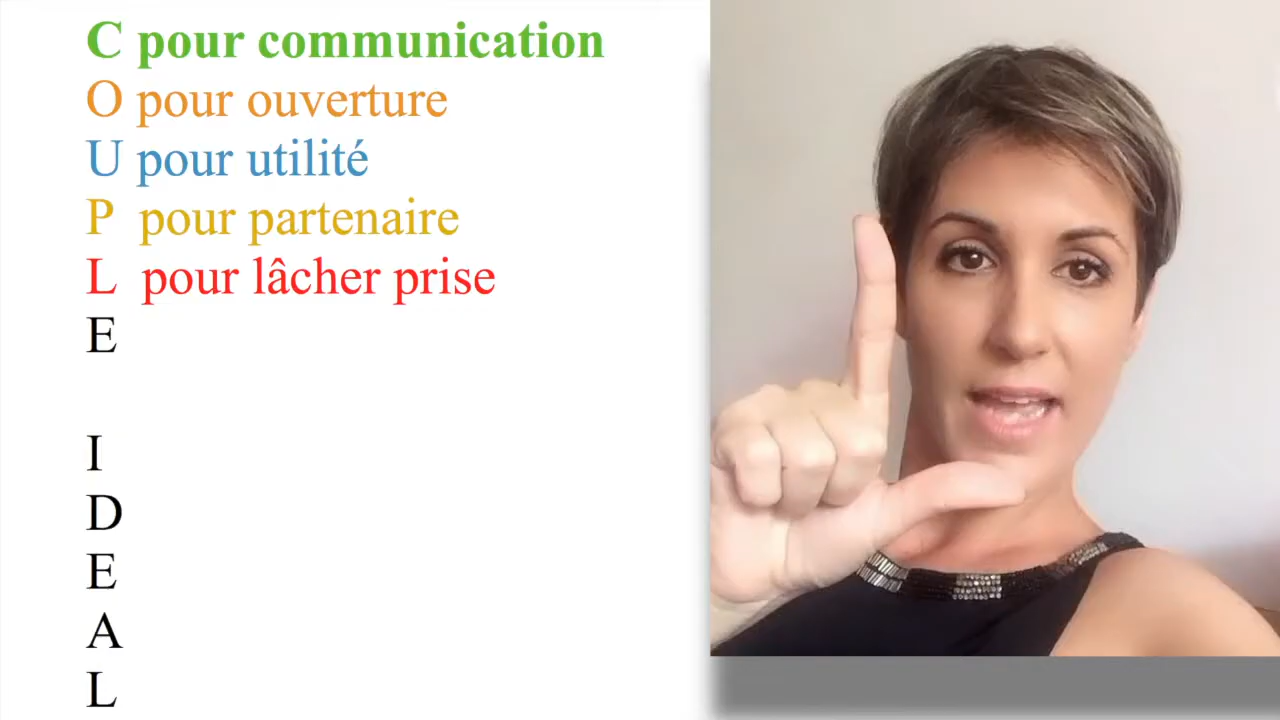 C pour communication
O pour ouverture
U pour utilité
P pour partenaire
L pour lâcher prise
E
I
D
E
A
L